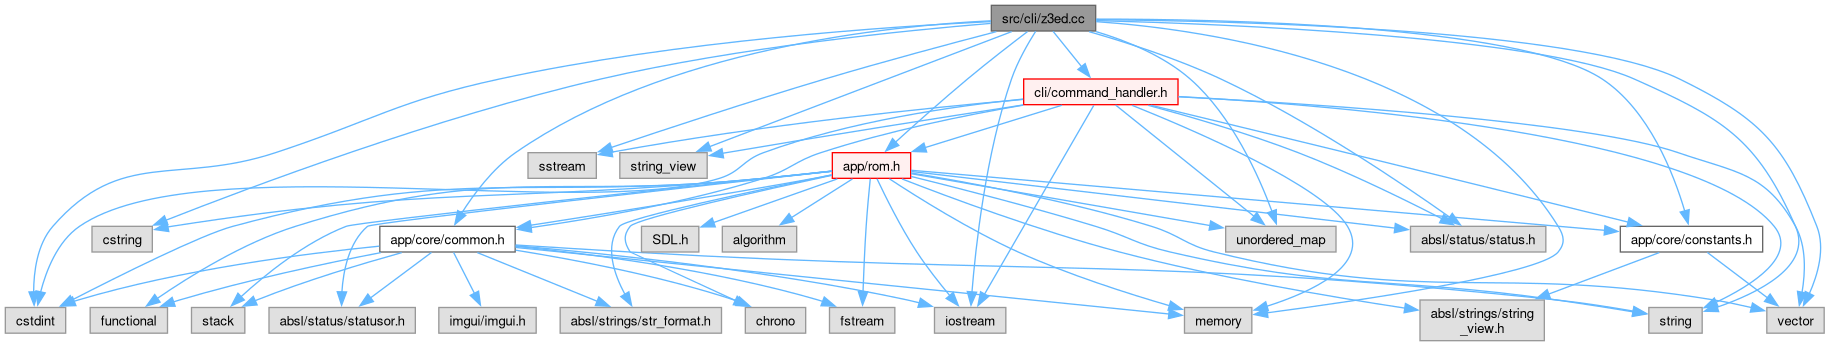 src/cli/z3ed.cc
cli/command_handler.h
sstream
string_view
app/rom.h
cstring
app/core/common.h
SDL.h
algorithm
unordered_map
absl/status/status.h
app/core/constants.h
cstdint
functional
stack
absl/status/statusor.h
imgui/imgui.h
absl/strings/str_format.h
chrono
fstream
iostream
memory
absl/strings/string
_view.h
string
vector